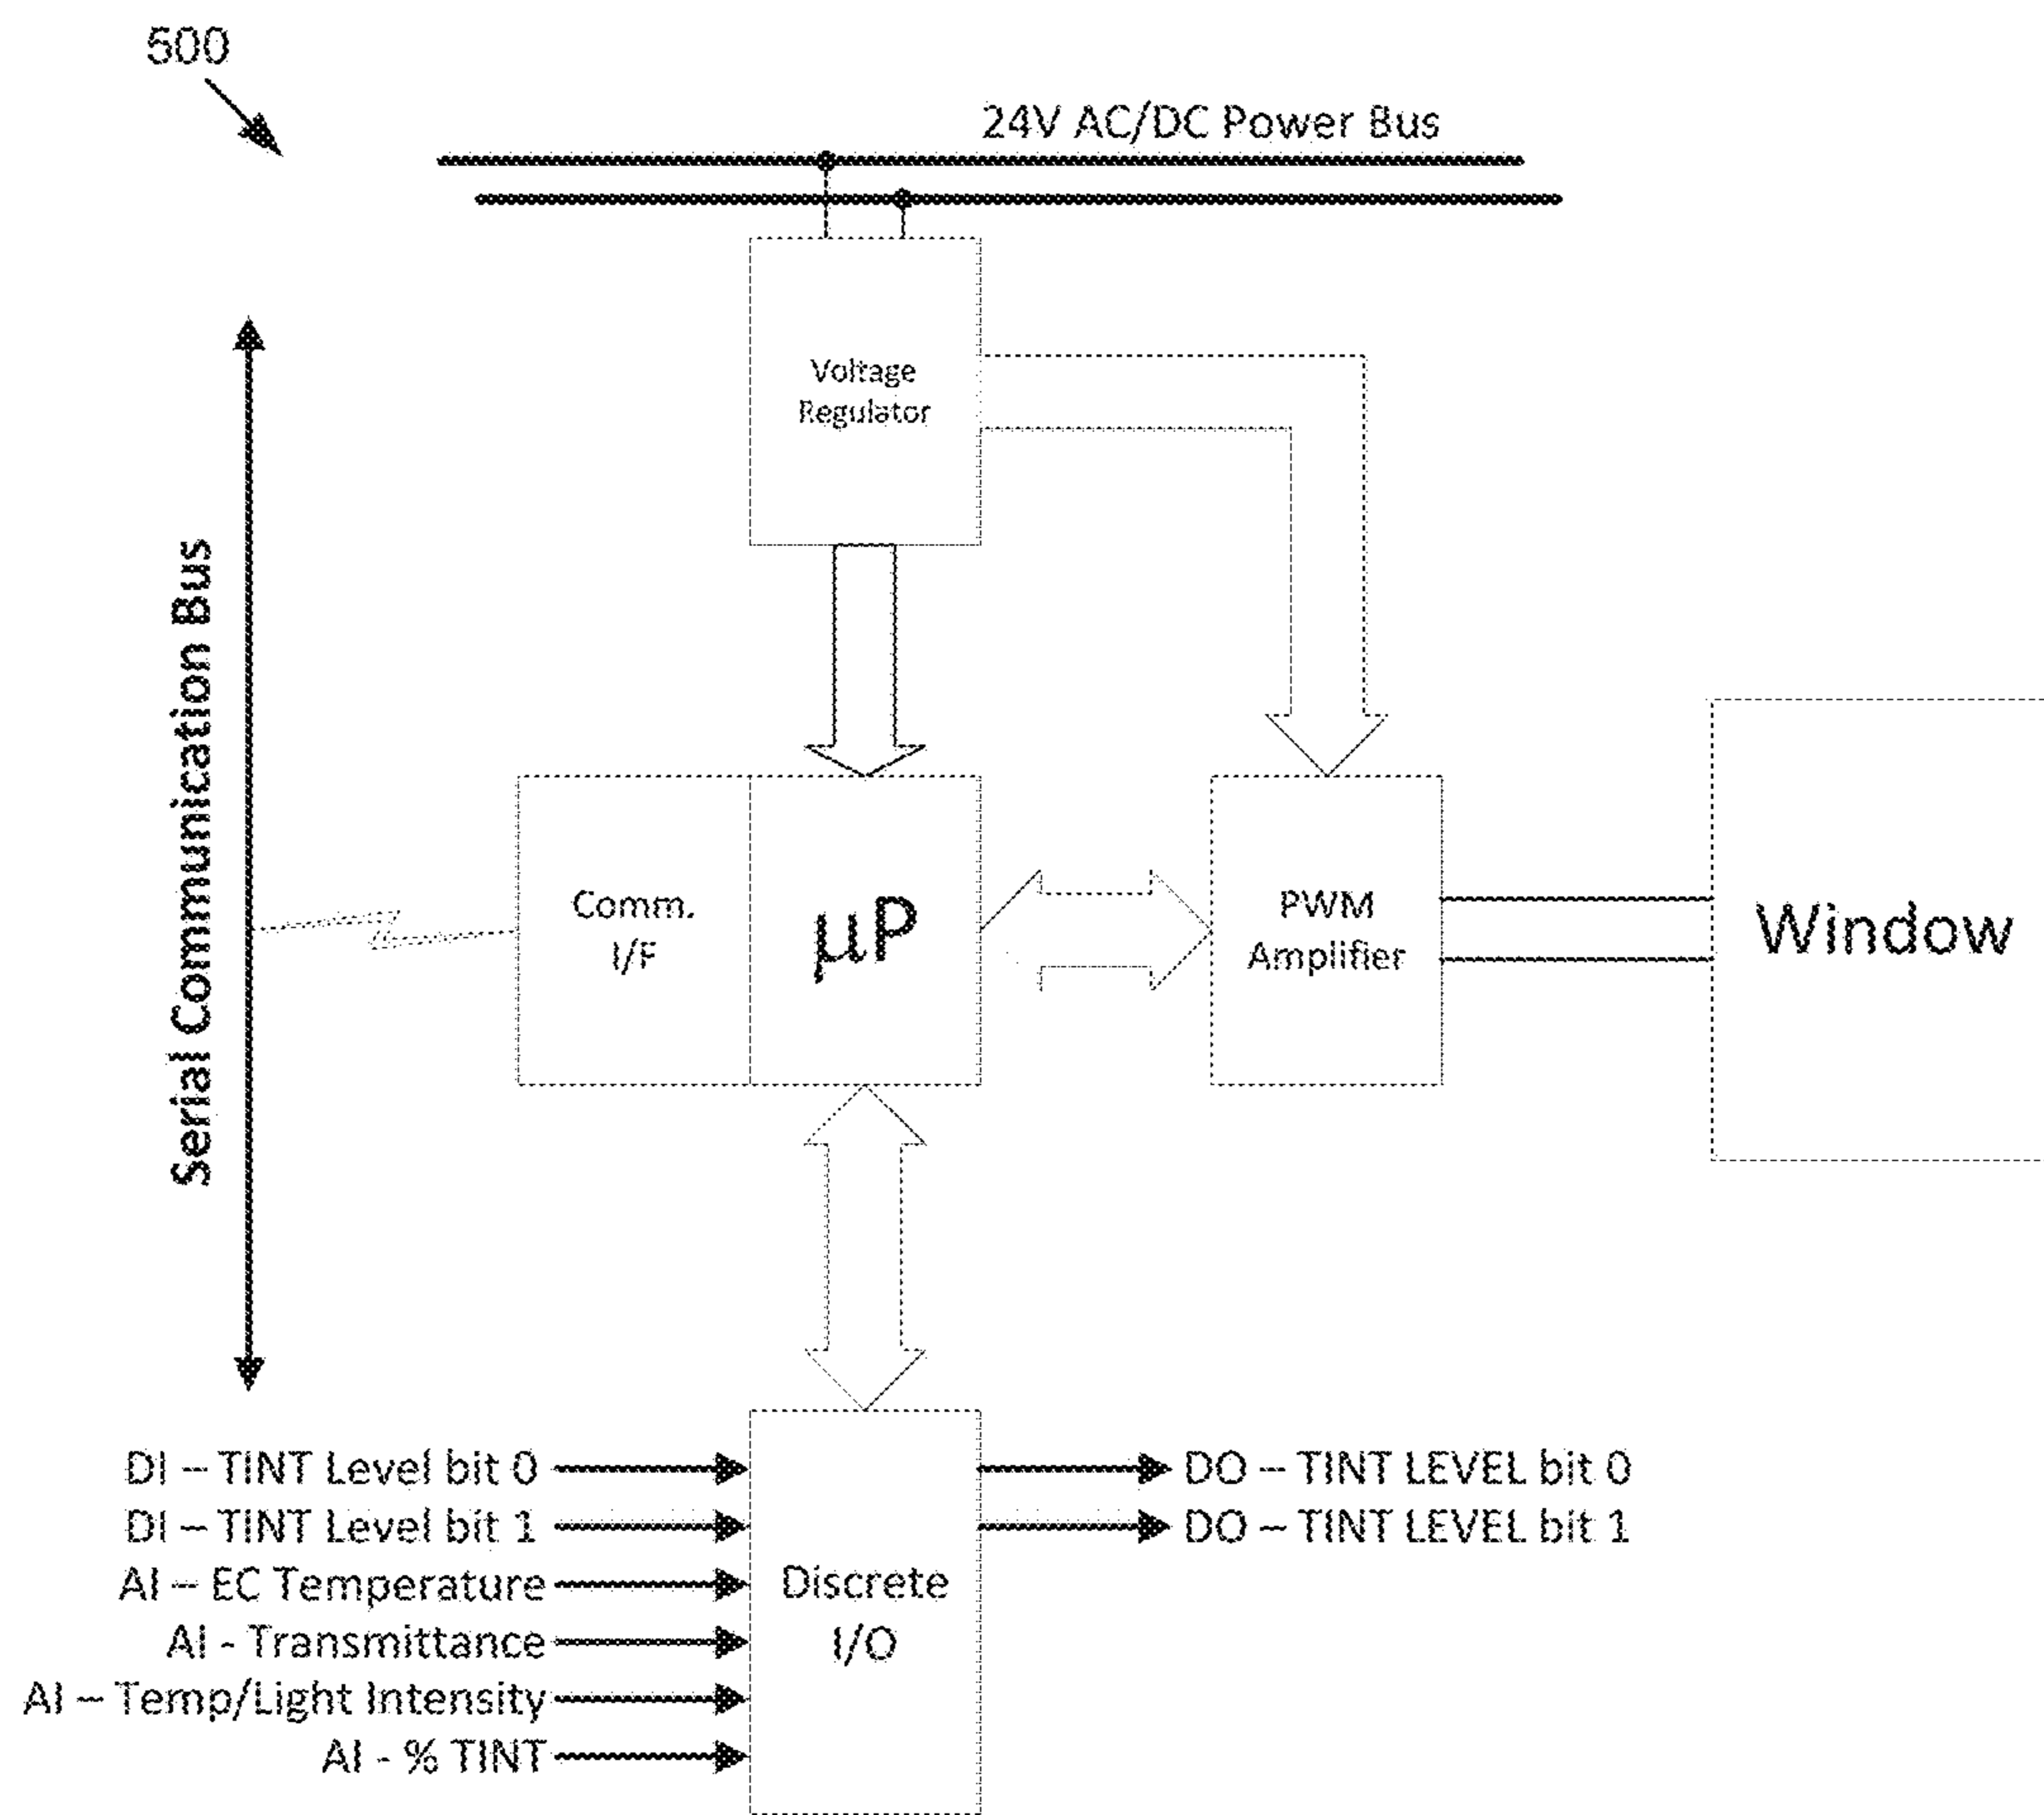 500
24V AC/DC Power Bus
Voltage
Regulator
Serial Communication Bus
Comm.
I/F
µP
PWM
Amplifier
Window
DI – TINT Level bit 0
DI – TINT Level bit 1
AI – EC Temperature
AI - Transmittance
AI – Temp/Light Intensity
AI - % TINT
Discrete
I/O
DO – TINT LEVEL bit 0
DO – TINT LEVEL bit 1